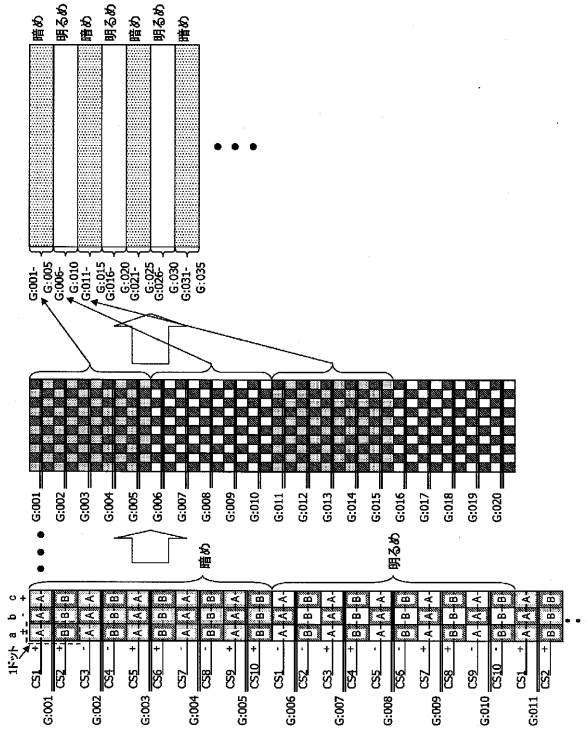 1ドット
a b c
± - +
CS1 + A A A
G:001
CS2 + B B B
CS3 - A A A
G:002
CS4 - B B B
CS5 + A A A
G:003
CS6 + B B B
CS7 - A A A
G:004
CS8 - B B B
CS9 + A A A
G:005
CS10 + B B B
CS1 - A A A
G:006
CS2 - B B B
CS3 + A A A
G:007
CS4 + B B B
CS5 - A A A
G:008
CS6 - B B B
CS7 + A A A
G:009
CS8 + B B B
CS9 - A A A
G:010
CS10 - B B B
CS1 + A A A
G:011
CS2 + B B B
暗め
明るめ
G:001
G:002
G:003
G:004
G:005
G:006
G:007
G:008
G:009
G:010
G:011
G:012
G:013
G:014
G:015
G:016
G:017
G:018
G:019
G:020
G:001-
G:005
G:006-
G:010
G:011-
G:015
G:016-
G:020
G:021-
G:025
G:026-
G:030
G:031-
G:035
暗め
明るめ
暗め
明るめ
暗め
明るめ
暗め